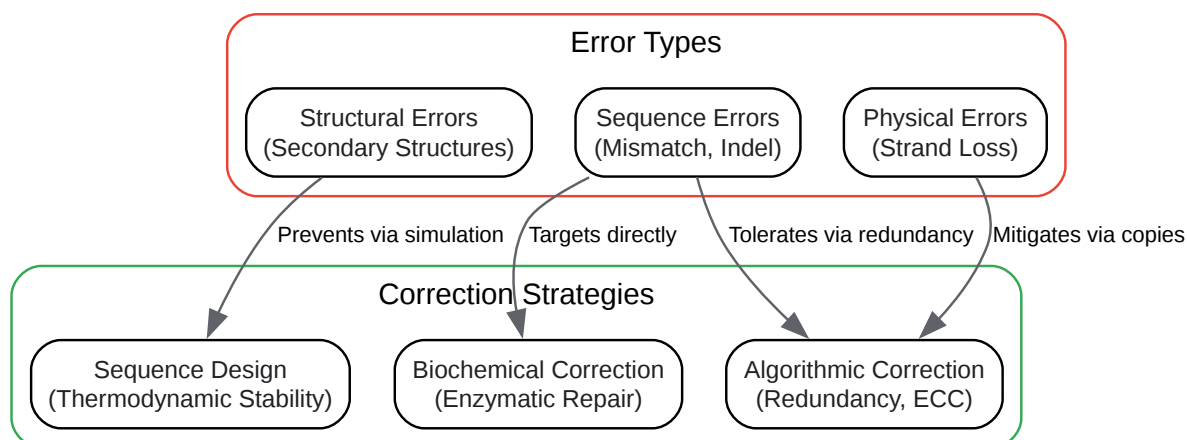 Error Types
Structural Errors
(Secondary Structures)
Sequence Errors
(Mismatch, Indel)
Physical Errors
(Strand Loss)
Prevents via simulation
Targets directly
Tolerates via redundancy
Mitigates via copies
Correction Strategies
Sequence Design
(Thermodynamic Stability)
Biochemical Correction
(Enzymatic Repair)
Algorithmic Correction
(Redundancy, ECC)